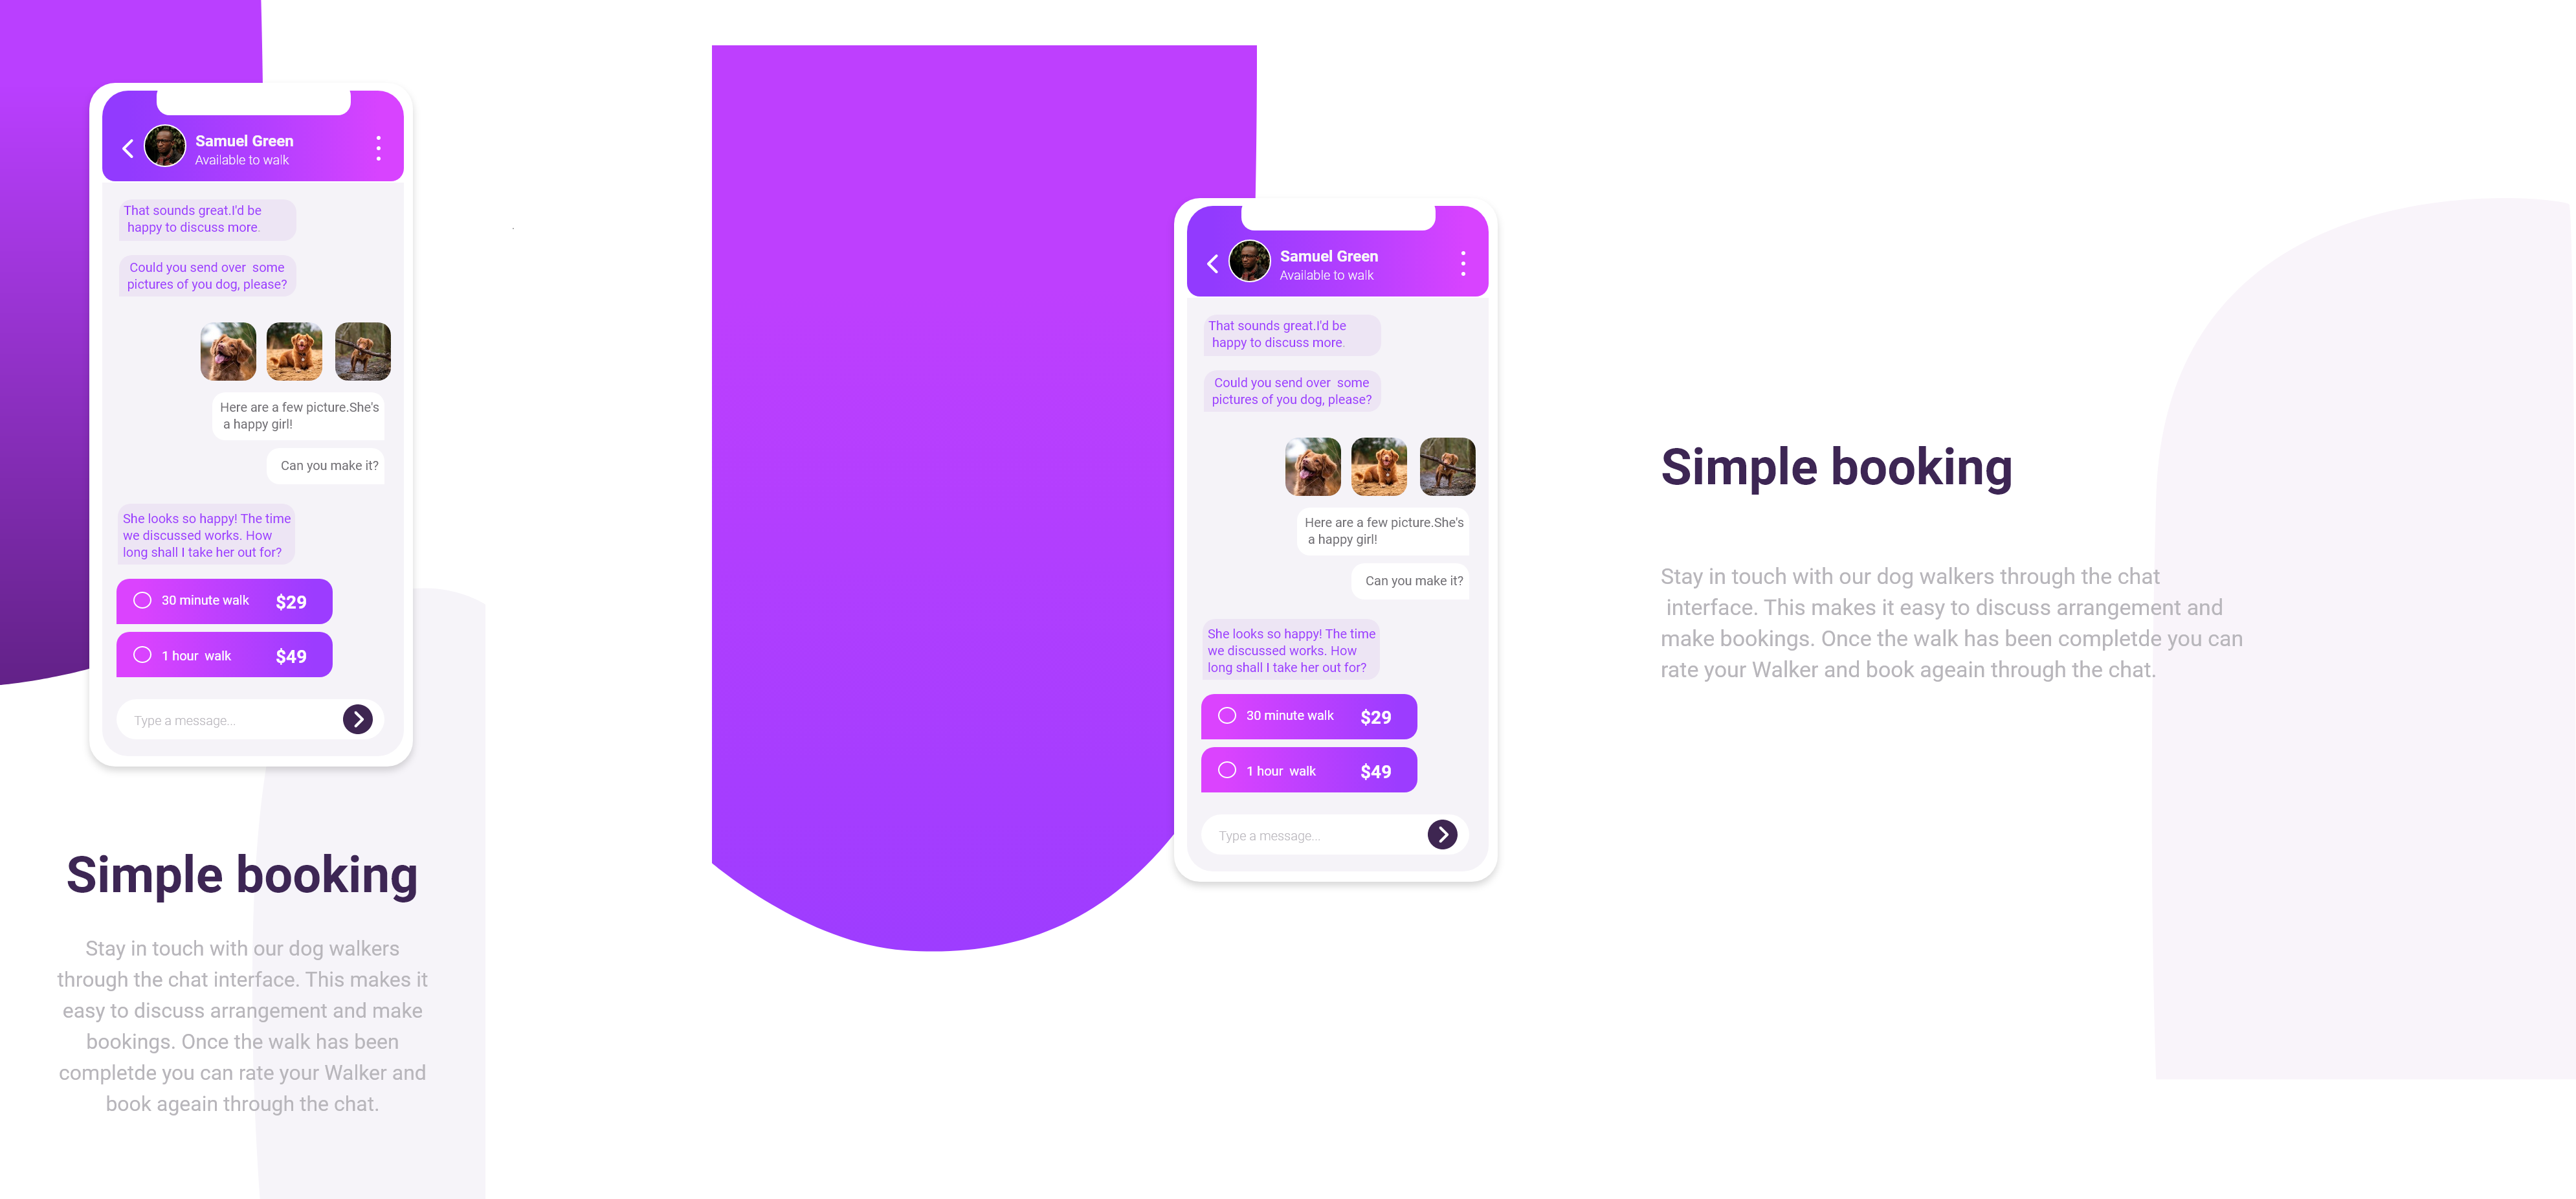 Samuel Green
Available to walk
That sounds great.I'd be
happy to discuss more.
Could you send over  some
pictures of you dog, please?
Here are a few picture.She's
a happy girl!
Can you make it?
She looks so happy! The time
we discussed works. How
long shall I take her out for?
30 minute walk $29
1 hour  walk $49
Type a message...
Simple booking
Stay in touch with our dog walkers
through the chat interface. This makes it
easy to discuss arrangement and make
bookings. Once the walk has been
completde you can rate your Walker and
book ageain through the chat.
Samuel Green
Available to walk
That sounds great.I'd be
happy to discuss more.
Could you send over  some
pictures of you dog, please?
Here are a few picture.She's
a happy girl!
Can you make it?
She looks so happy! The time
we discussed works. How
long shall I take her out for?
30 minute walk $29
1 hour  walk $49
Type a message...
Simple booking
Stay in touch with our dog walkers through the chat
interface. This makes it easy to discuss arrangement and
make bookings. Once the walk has been completde you can
rate your Walker and book ageain through the chat.